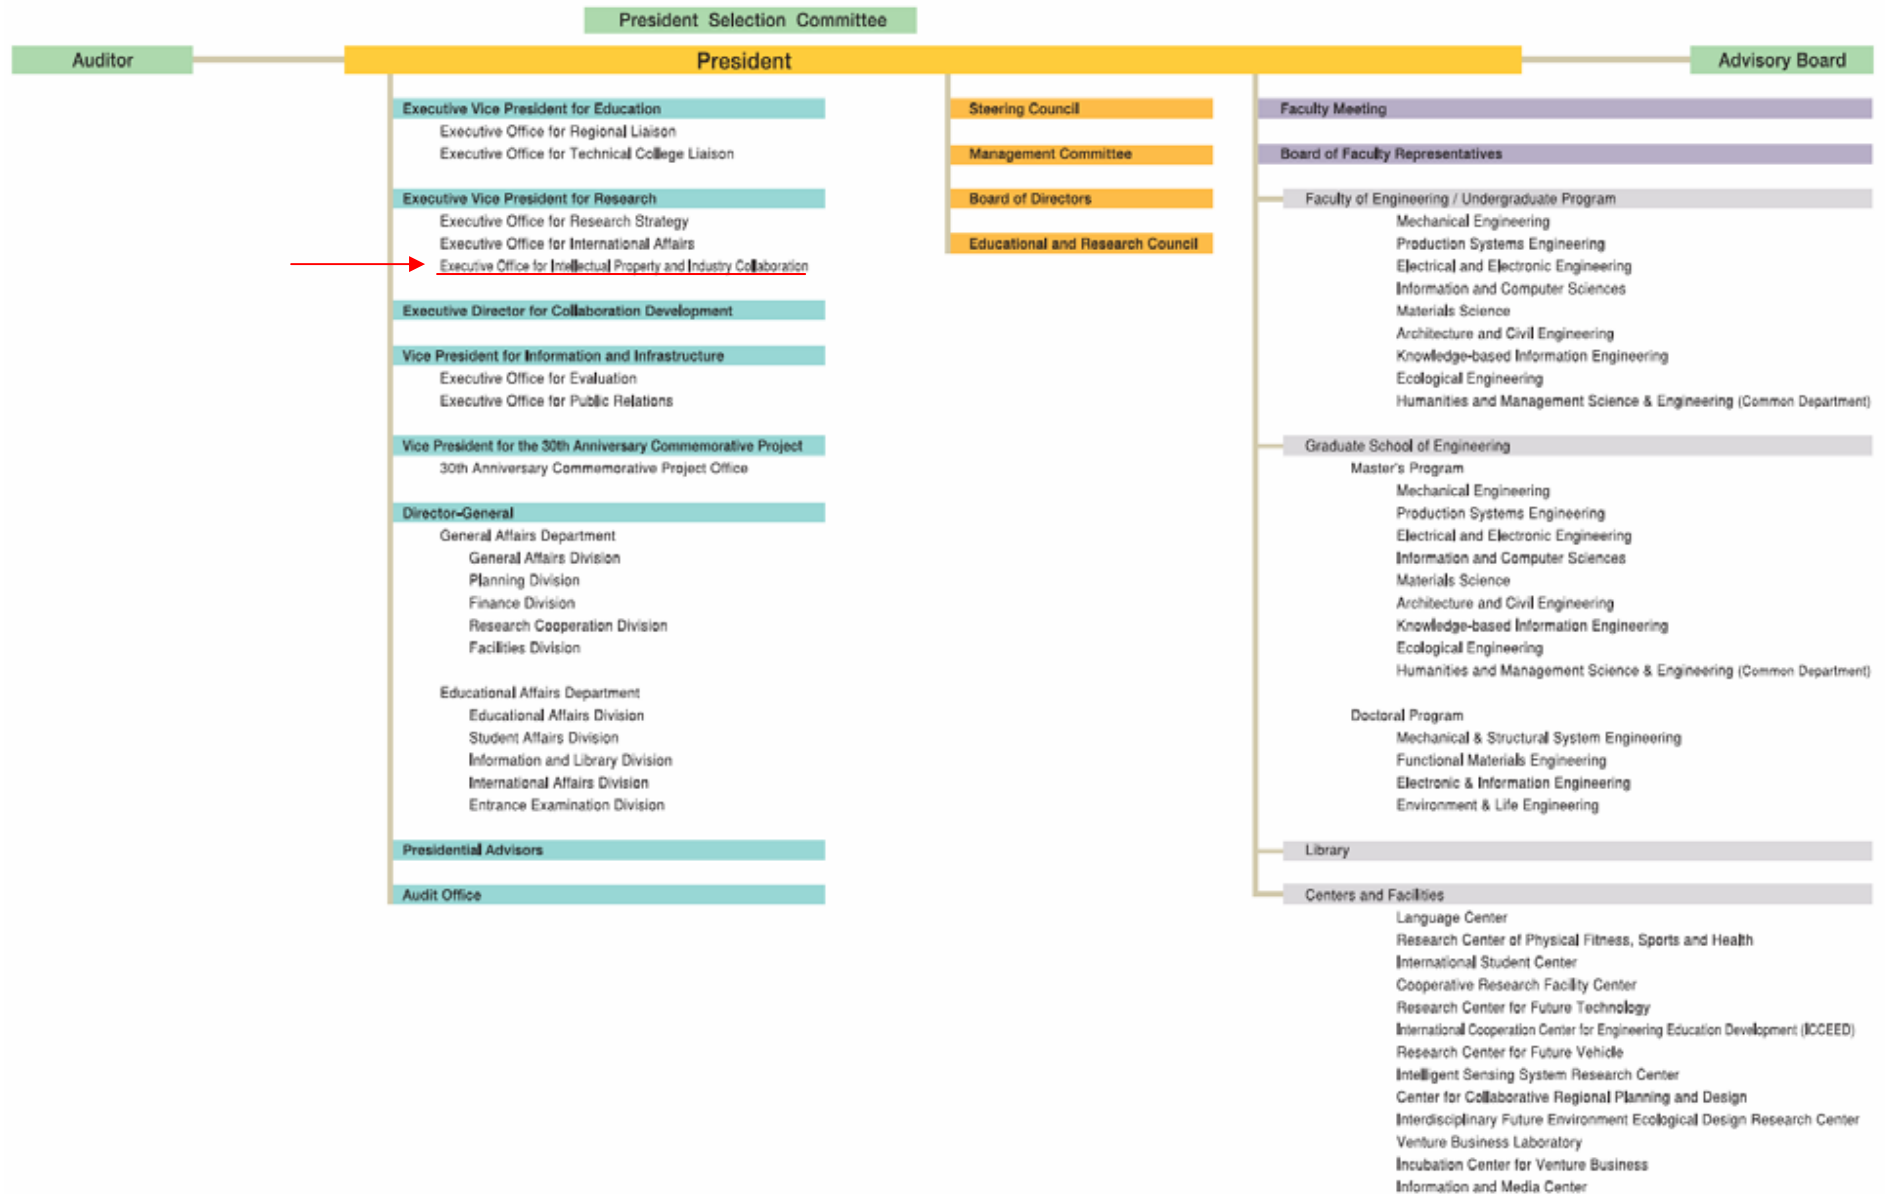 President Selection Committee
Auditor
President
Advisory Board
Executive Vice President for Education
Executive Office for Regional Liaison
Executive Office for Technical College Liaison
Executive Vice President for Research
Executive Office for Research Strategy
Executive Office for International Affairs
Executive Office for Intellectual Property and Industry Collaboration
Executive Director for Collaboration Development
Vice President for Information and Infrastructure
Executive Office for Evaluation
Executive Office for Public Relations
Vice President for the 30th Anniversary Commemorative Project
30th Anniversary Commemorative Project Office
Director-General
General Affairs Department
General Affairs Division
Planning Division
Finance Division
Research Cooperation Division
Facilities Division
Educational Affairs Department
Educational Affairs Division
Student Affairs Division
Information and Library Division
International Affairs Division
Entrance Examination Division
Presidential Advisors
Audit Office
Steering Council
Management Committee
Board of Directors
Educational and Research Council
Faculty Meeting
Board of Faculty Representatives
Faculty of Engineering / Undergraduate Program
Mechanical Engineering
Production Systems Engineering
Electrical and Electronic Engineering
Information and Computer Sciences
Materials Science
Architecture and Civil Engineering
Knowledge-based Information Engineering
Ecological Engineering
Humanities and Management Science & Engineering (Common Department)
Graduate School of Engineering
Master's Program
Mechanical Engineering
Production Systems Engineering
Electrical and Electronic Engineering
Information and Computer Sciences
Materials Science
Architecture and Civil Engineering
Knowledge-based Information Engineering
Ecological Engineering
Humanities and Management Science & Engineering (Common Department)
Doctoral Program
Mechanical & Structural System Engineering
Functional Materials Engineering
Electronic & Information Engineering
Environment & Life Engineering
Library
Centers and Facilities
Language Center
Research Center of Physical Fitness, Sports and Health
International Student Center
Cooperative Research Facility Center
Research Center for Future Technology
International Cooperation Center for Engineering Education Development (ICCEED)
Research Center for Future Vehicle
Intelligent Sensing System Research Center
Center for Collaborative Regional Planning and Design
Interdisciplinary Future Environment Ecological Design Research Center
Venture Business Laboratory
Incubation Center for Venture Business
Information and Media Center